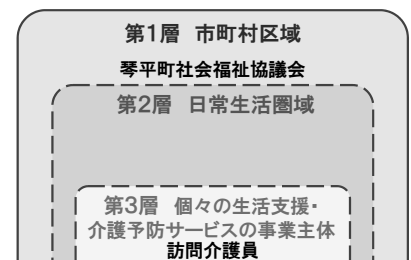 第1層 市町村区域
琴平町社会福祉協議会
第2層 日常生活圏域
第3層 個々の生活支援・
介護予防サービスの事業主体
訪問介護員